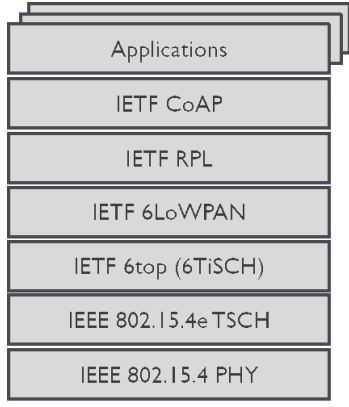 Applications
IETF CoAP
IETF RPL
IETF 6LoWPAN
IETF 6top (6TiSCH)
IEEE 802.15.4e TSCH
IEEE 802.15.4 PHY